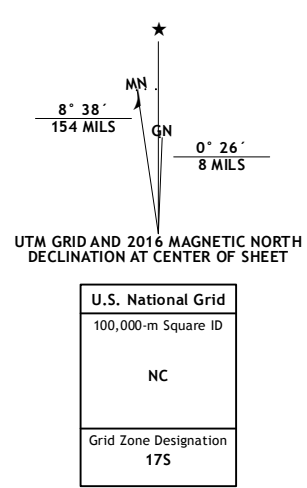 ★
MN
8° 38´
154 MILS
GN
0° 26´
8 MILS
UTM GRID AND 2016 MAGNETIC NORTH
DECLINATION AT CENTER OF SHEET
U.S. National Grid
100,000-m Square ID
NC
Grid Zone Designation
17S